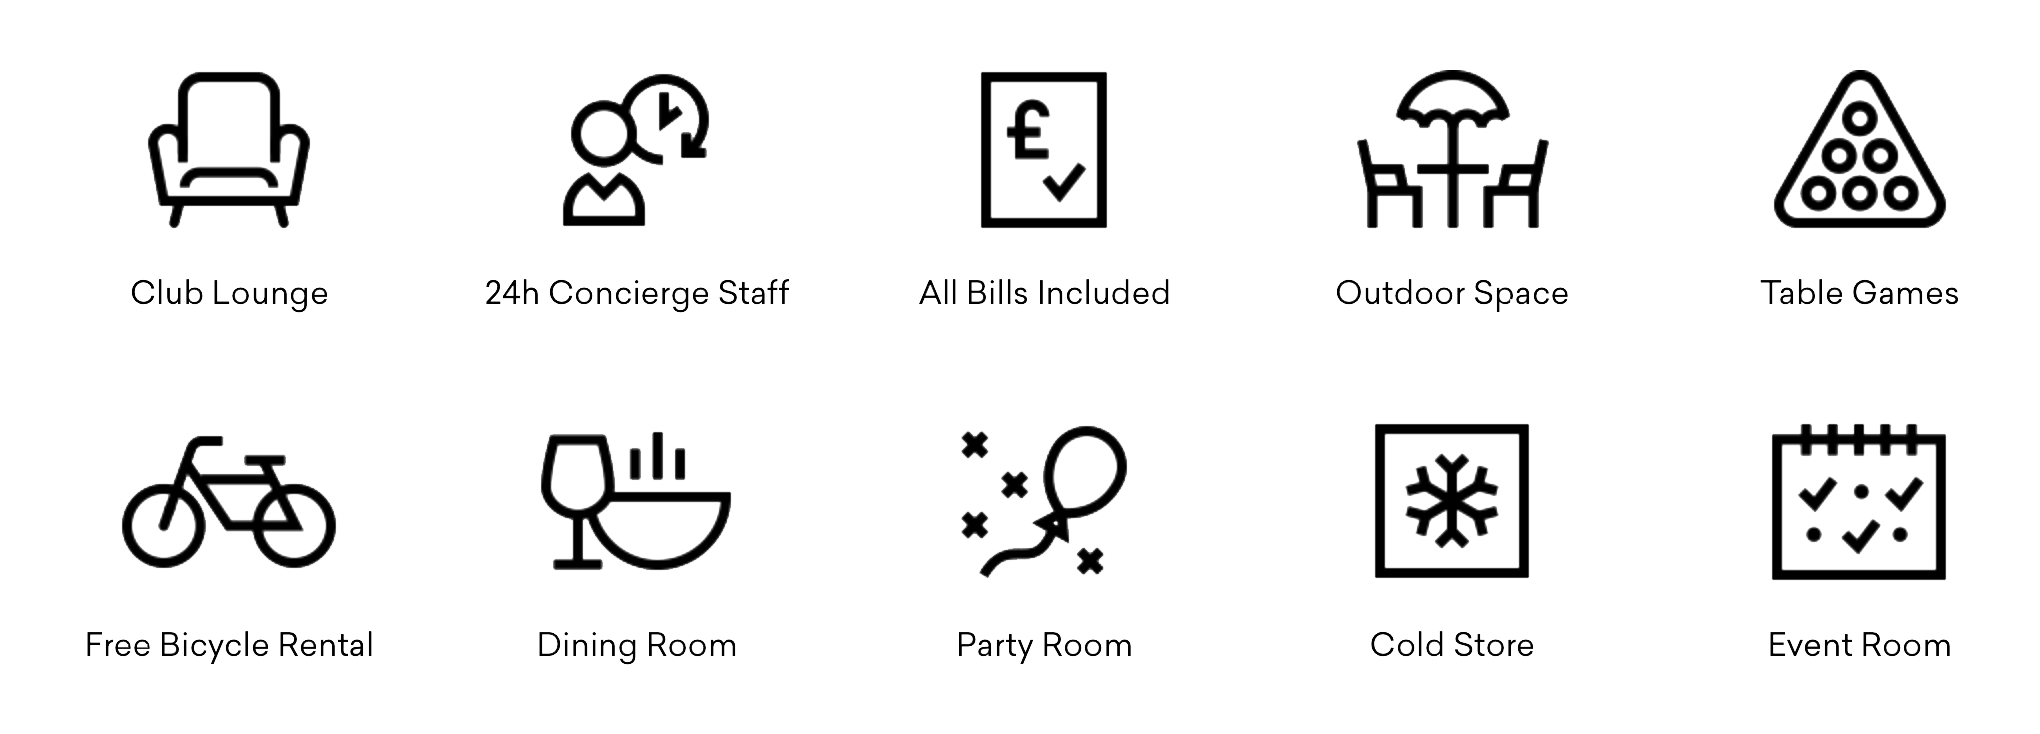 Club Lounge
24h Concierge Staff
All Bills Included
Outdoor Space
Table Games
Free Bicycle Rental
Dining Room
Party Room
Cold Store
Event Room